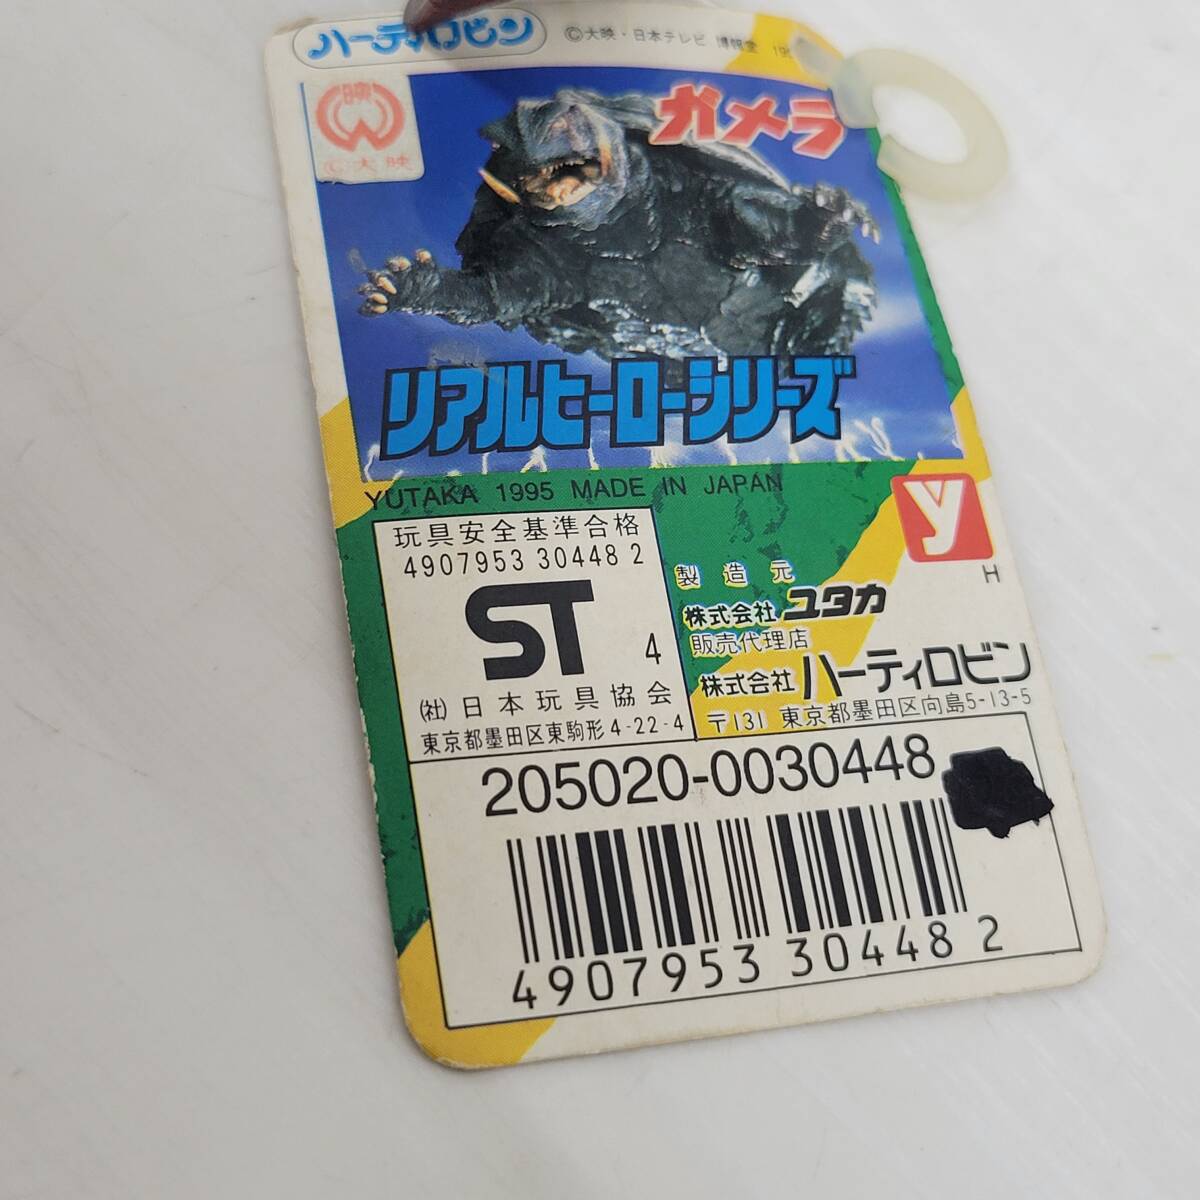 ハーティロビン
©大映・日本テレビ 博報堂 199
映
©大映
ガメラ
リアルヒーローシリーズ
YUTAKA 1995 MADE IN JAPAN
y
H
玩具安全基準合格
4907953 30448 2
ST 4
(社)日本玩具協会
東京都墨田区東駒形4-22-4
製造元
株式会社 ユタカ
販売代理店
株式会社 ハーティロビン
〒131 東京都墨田区向島5-13-5
205020-0030448
4907953 30448 2